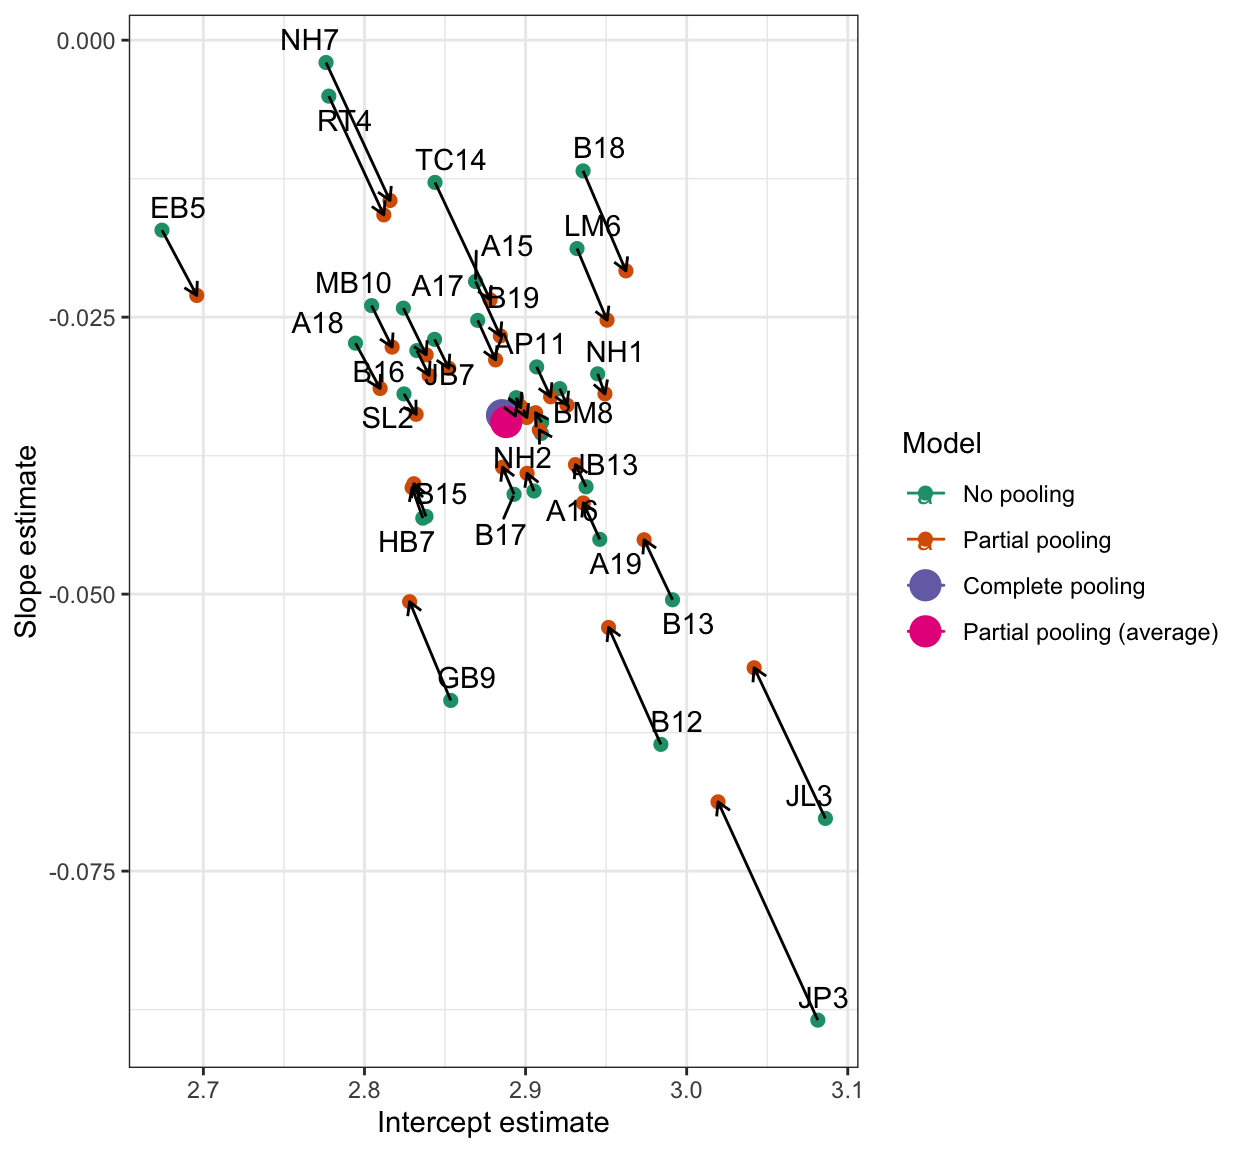 0.000
-0.025
-0.050
-0.075
Slope estimate
NH7
RT4
TC14
B18
EB5
LM6
A15
MB10
A17
B19
A18
AP11
NH1
B16
JB7
SL2
BM8
NH2
JB13
B15
A16
HB7
B17
A19
B13
GB9
B12
JL3
JP3
2.7
2.8
2.9
3.0
3.1
Intercept estimate
Model
a No pooling
a Partial pooling
Complete pooling
Partial pooling (average)